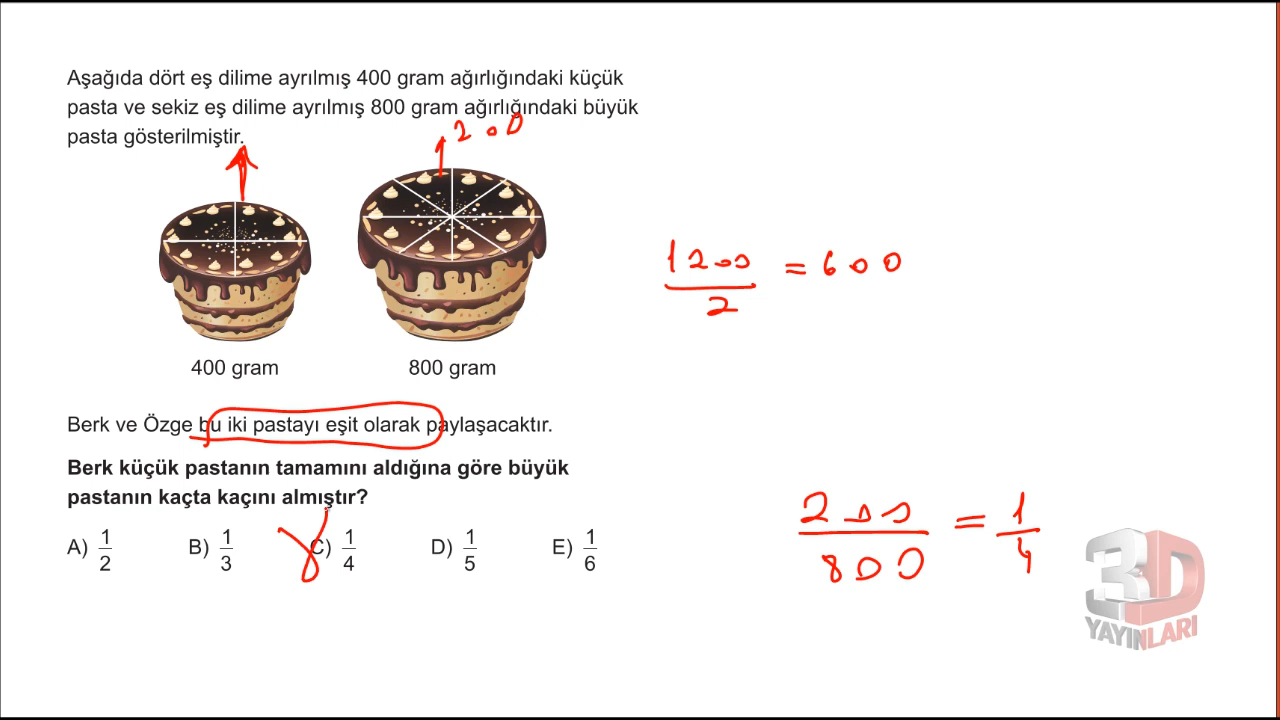 Aşağıda dört eş dilime ayrılmış 400 gram ağırlığındaki küçük
pasta ve sekiz eş dilime ayrılmış 800 gram ağırlığındaki büyük
pasta gösterilmiştir.
200
400 gram
800 gram
1200/2 = 600
Berk ve Özge bu iki pastayı eşit olarak paylaşacaktır.
Berk küçük pastanın tamamını aldığına göre büyük
pastanın kaçta kaçını almıştır?
A) 1/2 B) 1/3 C) 1/4 D) 1/5 E) 1/6
200/800 = 1/4
3D
YAYINLARI